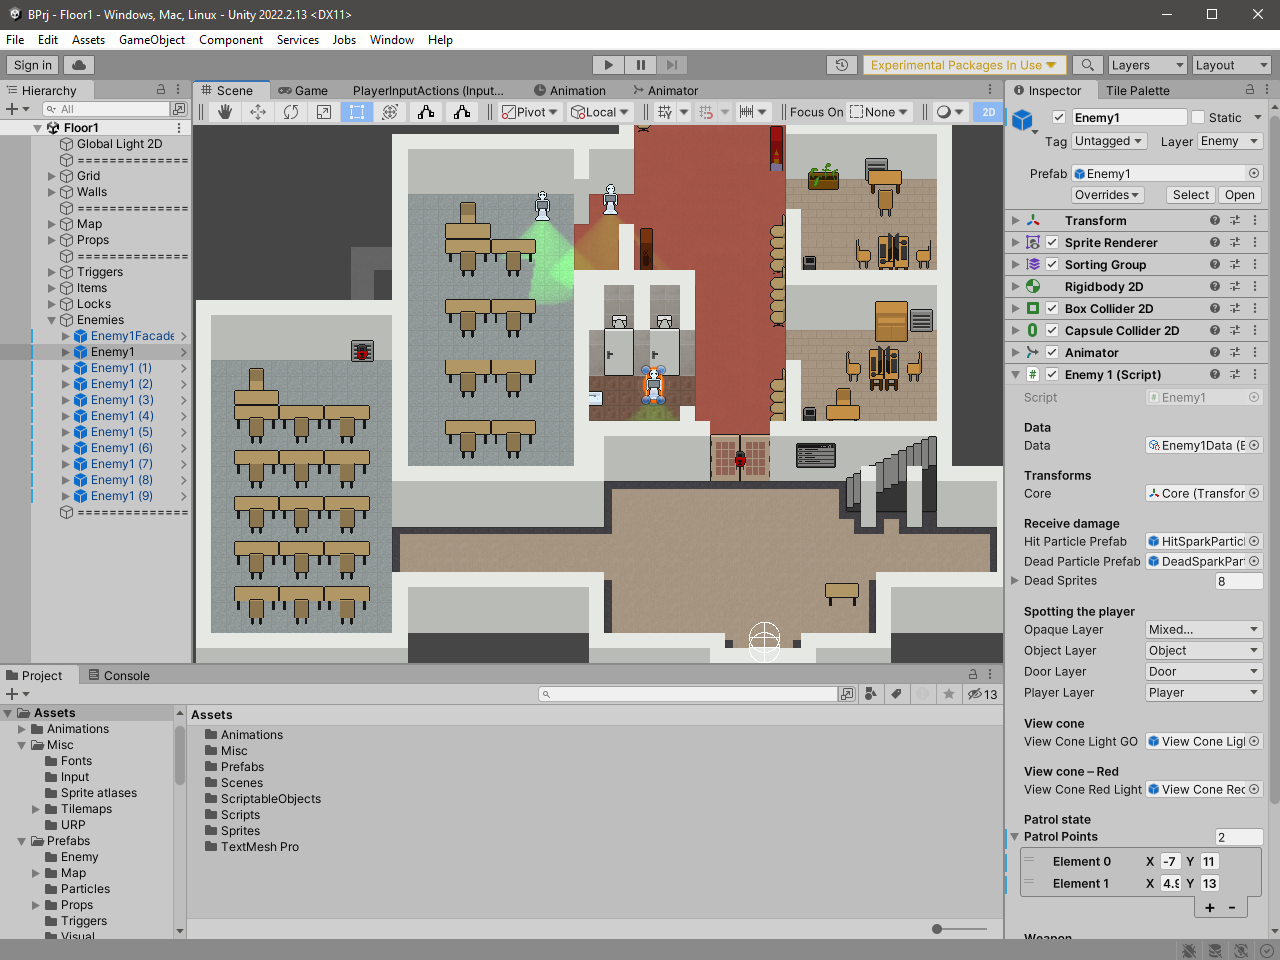 BPrj - Floor1 - Windows, Mac, Linux - Unity 2022.2.13 <DX11>
File Edit Assets GameObject Component Services Jobs Window Help
Sign in Experimental Packages In Use Layers Layout
Hierarchy
All
Floor1
Global Light 2D
================
Grid
Walls
================
Map
Props
================
Triggers
Items
Locks
Enemies
Enemy1Facade
Enemy1
Enemy1 (1)
Enemy1 (2)
Enemy1 (3)
Enemy1 (4)
Enemy1 (5)
Enemy1 (6)
Enemy1 (7)
Enemy1 (8)
Enemy1 (9)
================
Scene Game PlayerInputActions (Input... Animation Animator
Pivot Local Focus On None 2D
Inspector Tile Palette
Enemy1 Static
Tag Untagged Layer Enemy
Prefab Enemy1
Overrides Select Open
Transform
Sprite Renderer
Sorting Group
Rigidbody 2D
Box Collider 2D
Capsule Collider 2D
Animator
Enemy 1 (Script)
Script Enemy1
Data
Data Enemy1Data (E
Transforms
Core Core (Transfor
Receive damage
Hit Particle Prefab HitSparkPartic
Dead Particle Prefab DeadSparkPar
Dead Sprites 8
Spotting the player
Opaque Layer Mixed...
Object Layer Object
Door Layer Door
Player Layer Player
View cone
View Cone Light GO View Cone Ligh
View cone – Red
View Cone Red Light View Cone Red
Patrol state
Patrol Points 2
Element 0 X -7 Y 11
Element 1 X 4.9 Y 13
+ -
Weapon
Project Console
13
Assets
Animations
Misc
Fonts
Input
Sprite atlases
Tilemaps
URP
Prefabs
Enemy
Map
Particles
Props
Triggers
Visual
Assets
Animations
Misc
Prefabs
Scenes
ScriptableObjects
Scripts
Sprites
TextMesh Pro